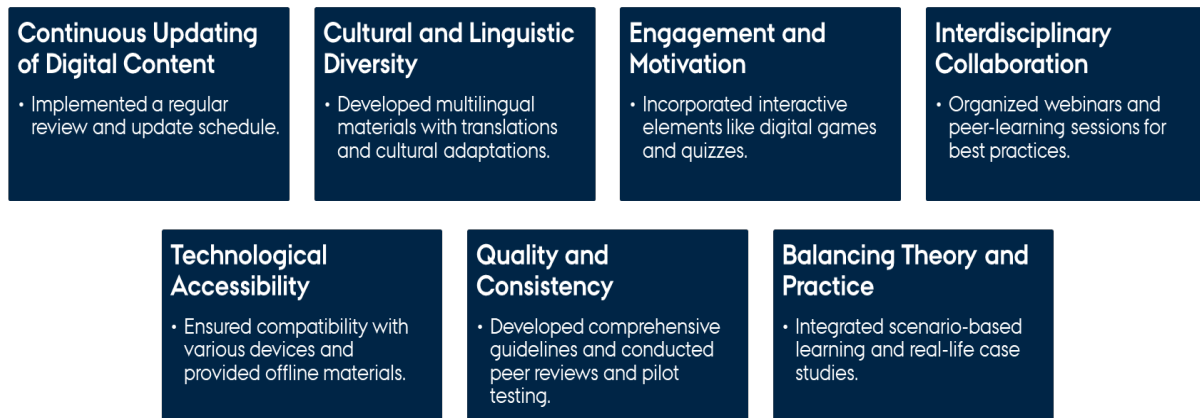 Continuous Updating
of Digital Content
• Implemented a regular
review and update schedule.
Cultural and Linguistic
Diversity
• Developed multilingual
materials with translations
and cultural adaptations.
Engagement and
Motivation
• Incorporated interactive
elements like digital games
and quizzes.
Interdisciplinary
Collaboration
• Organized webinars and
peer-learning sessions for
best practices.
Technological
Accessibility
• Ensured compatibility with
various devices and
provided offline materials.
Quality and
Consistency
• Developed comprehensive
guidelines and conducted
peer reviews and pilot
testing.
Balancing Theory and
Practice
• Integrated scenario-based
learning and real-life case
studies.